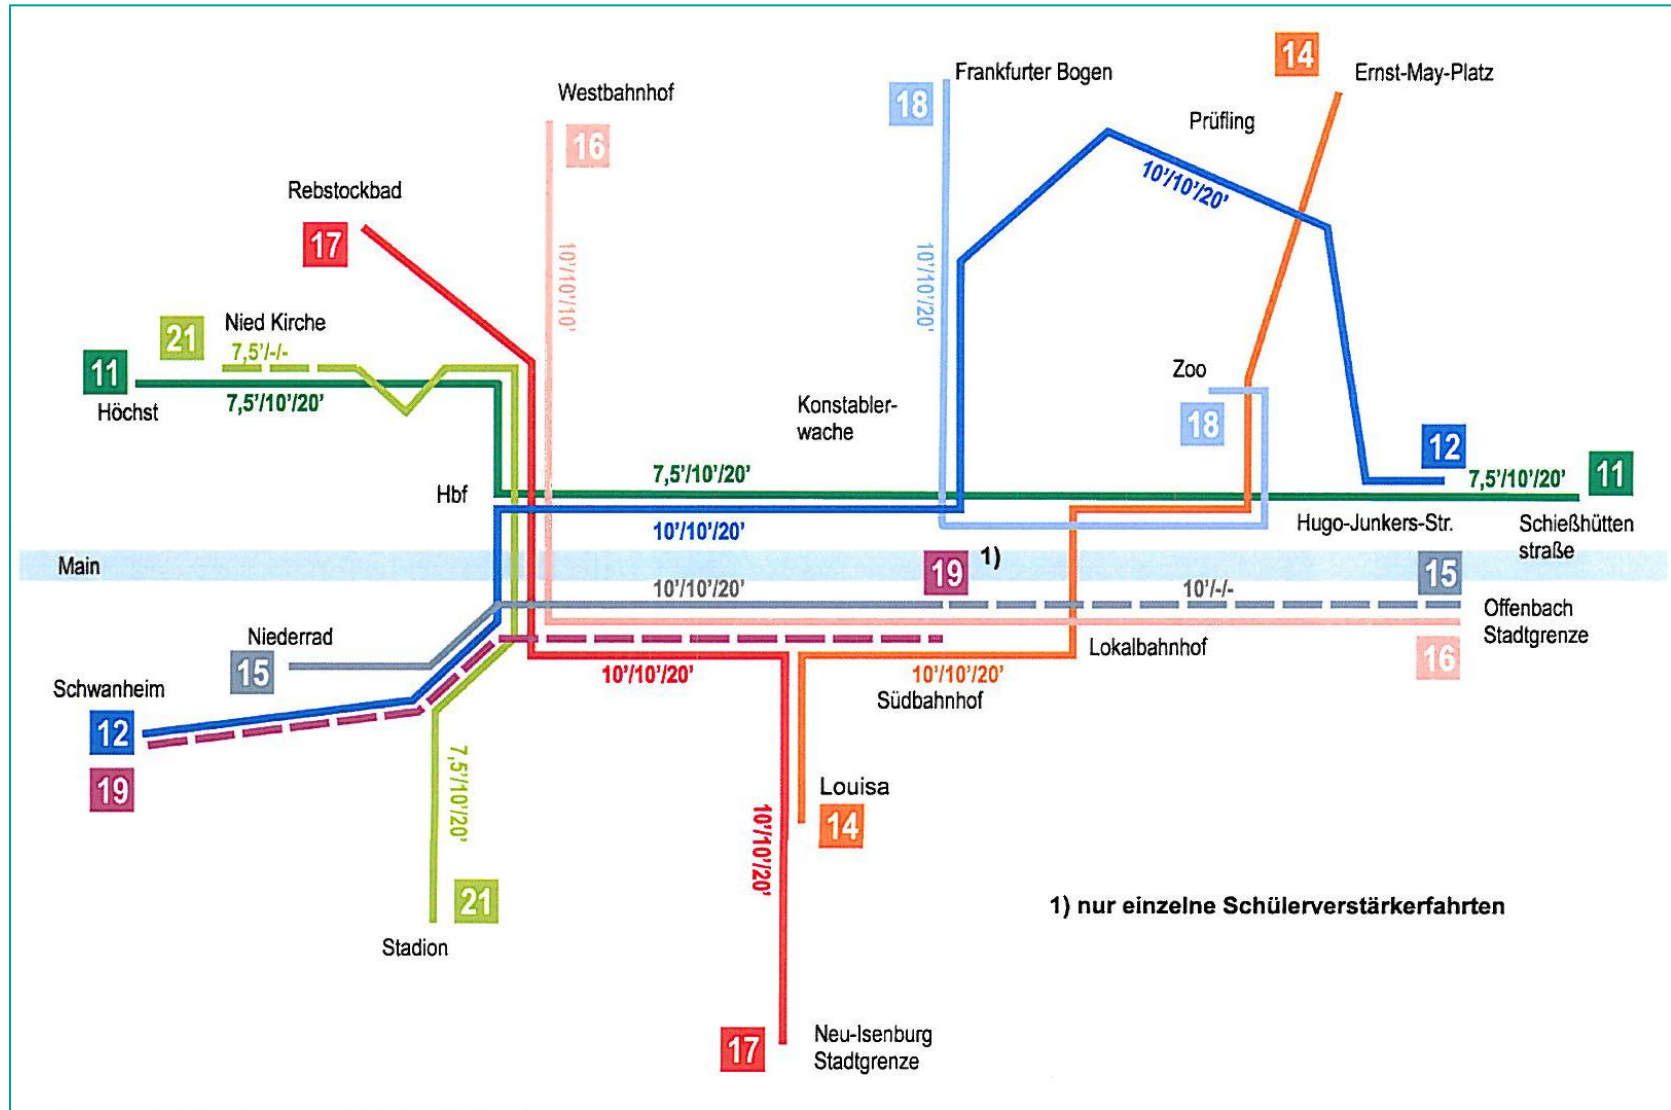 14
Frankfurter Bogen
Ernst-May-Platz
18
Westbahnhof
Prüfling
16
10'/10'/20'
Rebstockbad
17
10'/10'/10'
10'/10'/20'
21
Nied Kirche
7,5'/-/-
11
Höchst
7,5'/10'/20'
Zoo
18
Konstabler-
wache
12
7,5'/10'/20'
7,5'/10'/20'
11
Hbf
10'/10'/20'
Hugo-Junkers-Str.
Schießhütten
straße
Main
19
1)
15
10'/10'/20'
10'/-/-
Offenbach
Stadtgrenze
Niederrad
15
Lokalbahnhof
16
10'/10'/20'
10'/10'/20'
Südbahnhof
Schwanheim
12
19
7,5'/10'/20'
Louisa
14
10'/10'/20'
21
Stadion
1) nur einzelne Schülerverstärkerfahrten
17
Neu-Isenburg
Stadtgrenze